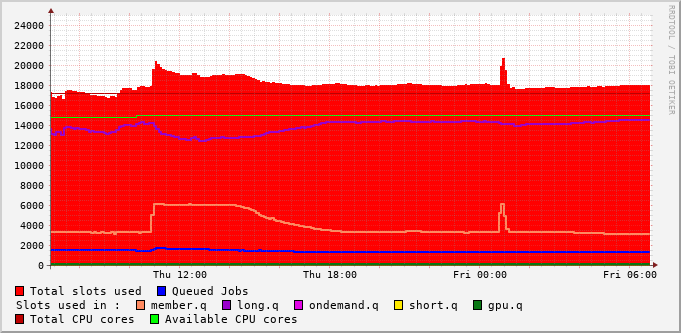 RRDTOOL / TOBI OETIKER
24000
22000
20000
18000
16000
14000
12000
10000
8000
6000
4000
2000
0
Thu 12:00 Thu 18:00 Fri 00:00 Fri 06:00
Total slots used Queued Jobs
Slots used in : member.q long.q ondemand.q short.q gpu.q
Total CPU cores Available CPU cores